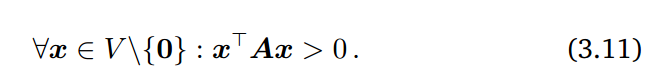 ∀x ∈ V\{0} : x⊤Ax > 0 . (3.11)